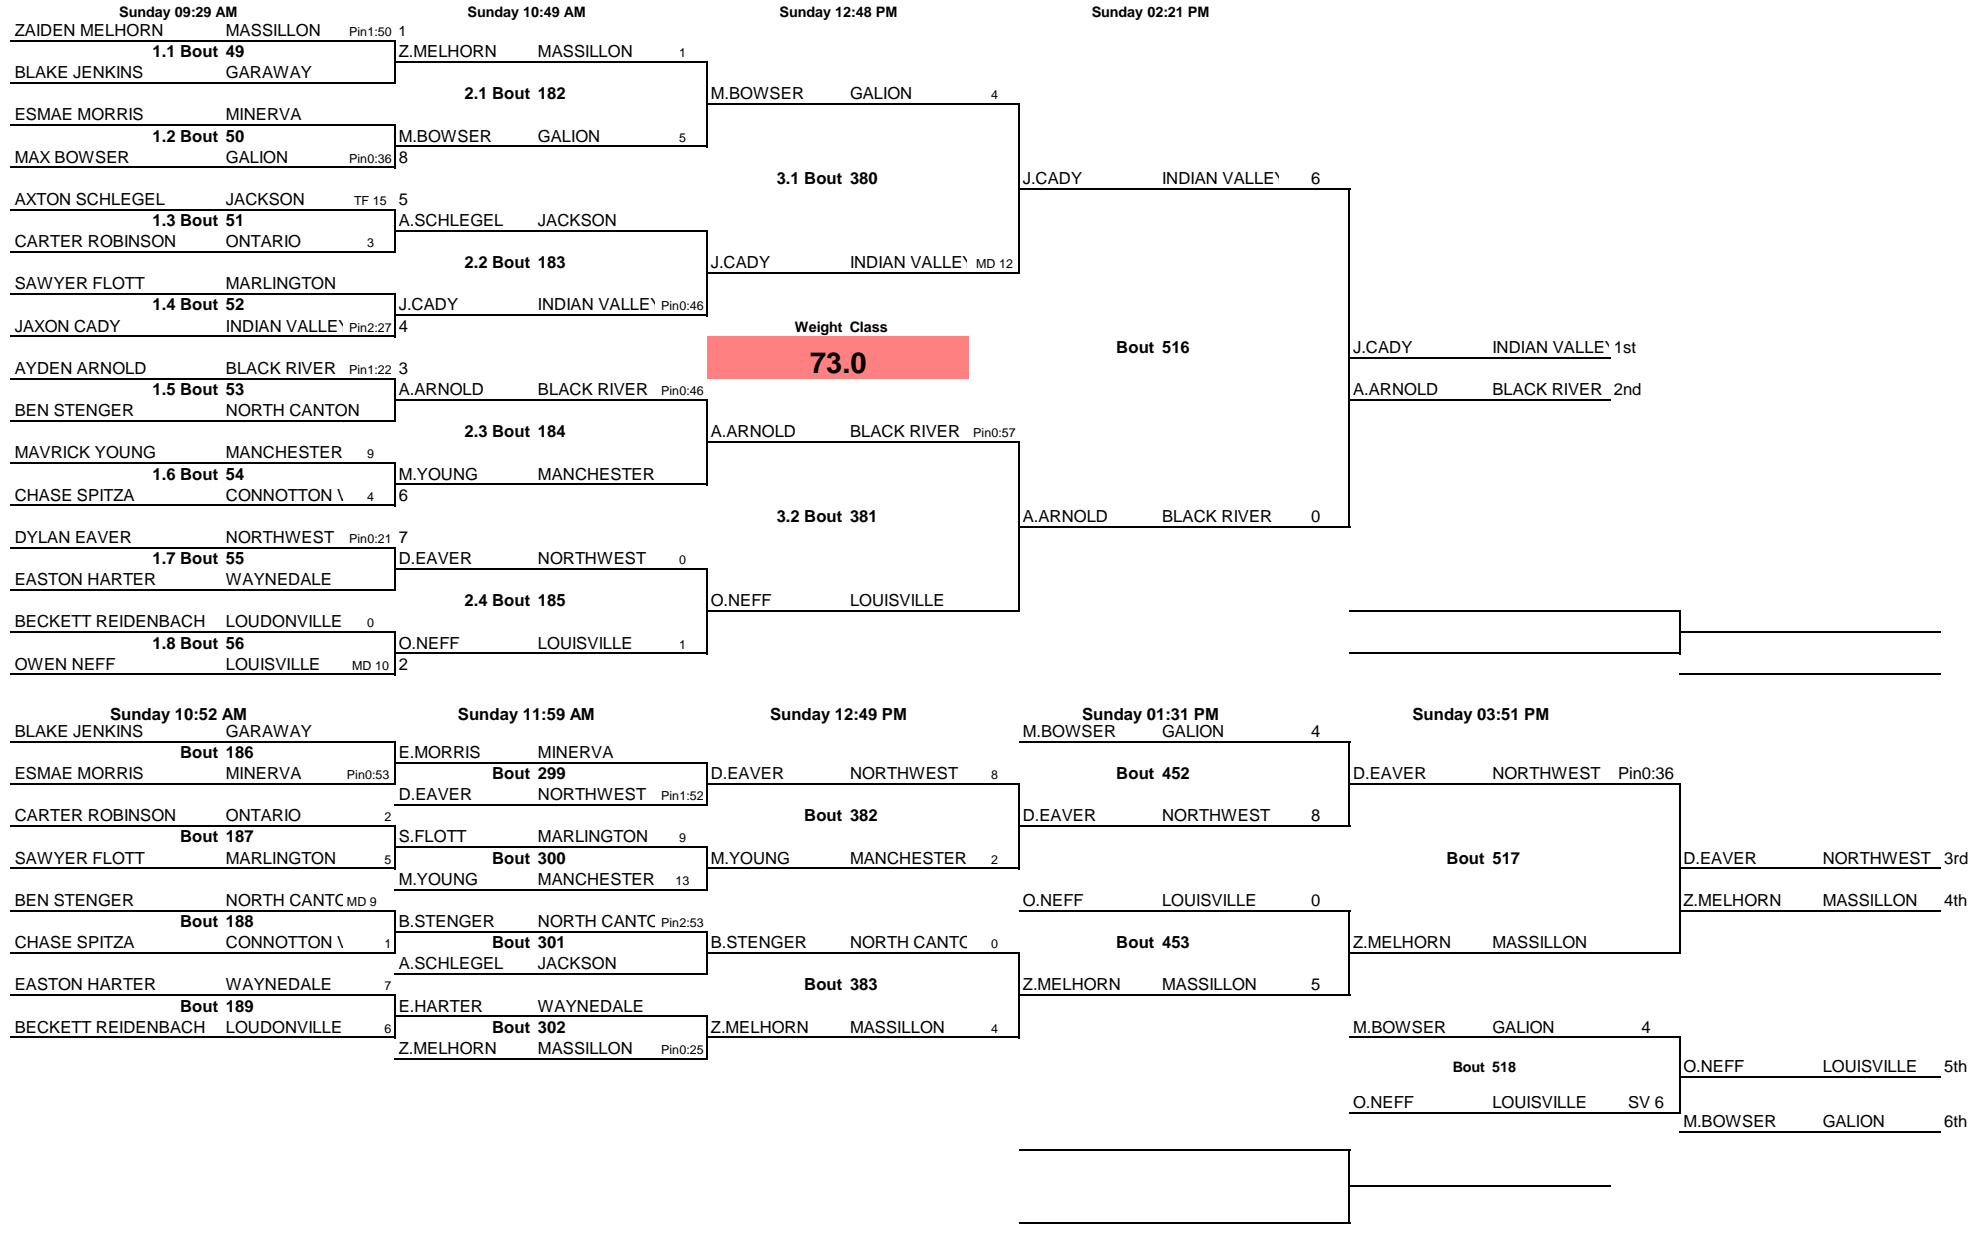 Sunday 09:29 AM Sunday 10:49 AM Sunday 12:48 PM Sunday 02:21 PM
ZAIDEN MELHORN MASSILLON Pin1:50 1
1.1 Bout 49 Z.MELHORN MASSILLON 1
BLAKE JENKINS GARAWAY
2.1 Bout 182 M.BOWSER GALION 4
ESMAE MORRIS MINERVA
1.2 Bout 50 M.BOWSER GALION 5
MAX BOWSER GALION Pin0:36 8
3.1 Bout 380 J.CADY INDIAN VALLEY 6
AXTON SCHLEGEL JACKSON TF 15 5
1.3 Bout 51 A.SCHLEGEL JACKSON
CARTER ROBINSON ONTARIO 3
2.2 Bout 183 J.CADY INDIAN VALLEY MD 12
SAWYER FLOTT MARLINGTON
1.4 Bout 52 J.CADY INDIAN VALLEY Pin0:46
JAXON CADY INDIAN VALLEY Pin2:27 4 Weight Class
Bout 516 J.CADY INDIAN VALLEY 1st
AYDEN ARNOLD BLACK RIVER Pin1:22 3 73.0
1.5 Bout 53 A.ARNOLD BLACK RIVER Pin0:46 A.ARNOLD BLACK RIVER 2nd
BEN STENGER NORTH CANTON
2.3 Bout 184 A.ARNOLD BLACK RIVER Pin0:57
MAVRICK YOUNG MANCHESTER 9
1.6 Bout 54 M.YOUNG MANCHESTER
CHASE SPITZA CONNOTTON V 4 6
3.2 Bout 381 A.ARNOLD BLACK RIVER 0
DYLAN EAVER NORTHWEST Pin0:21 7
1.7 Bout 55 D.EAVER NORTHWEST 0
EASTON HARTER WAYNEDALE
2.4 Bout 185 O.NEFF LOUISVILLE
BECKETT REIDENBACH LOUDONVILLE 0
1.8 Bout 56 O.NEFF LOUISVILLE 1
OWEN NEFF LOUISVILLE MD 10 2
Sunday 10:52 AM Sunday 11:59 AM Sunday 12:49 PM Sunday 01:31 PM Sunday 03:51 PM
BLAKE JENKINS GARAWAY M.BOWSER GALION 4
Bout 186 E.MORRIS MINERVA
ESMAE MORRIS MINERVA Pin0:53 Bout 299 D.EAVER NORTHWEST 8 Bout 452 D.EAVER NORTHWEST Pin0:36
D.EAVER NORTHWEST Pin1:52
CARTER ROBINSON ONTARIO 2 Bout 382 D.EAVER NORTHWEST 8
Bout 187 S.FLOTT MARLINGTON 9
SAWYER FLOTT MARLINGTON 5 Bout 300 M.YOUNG MANCHESTER 2 Bout 517 D.EAVER NORTHWEST 3rd
M.YOUNG MANCHESTER 13
BEN STENGER NORTH CANTO MD 9 O.NEFF LOUISVILLE 0 Z.MELHORN MASSILLON 4th
Bout 188 B.STENGER NORTH CANTO Pin2:53
CHASE SPITZA CONNOTTON V 1 Bout 301 B.STENGER NORTH CANTO 0 Bout 453 Z.MELHORN MASSILLON
A.SCHLEGEL JACKSON
EASTON HARTER WAYNEDALE 7 Bout 383 Z.MELHORN MASSILLON 5
Bout 189 E.HARTER WAYNEDALE
BECKETT REIDENBACH LOUDONVILLE 6 Bout 302 Z.MELHORN MASSILLON 4 M.BOWSER GALION 4
Z.MELHORN MASSILLON Pin0:25
Bout 518 O.NEFF LOUISVILLE 5th
O.NEFF LOUISVILLE SV 6
M.BOWSER GALION 6th